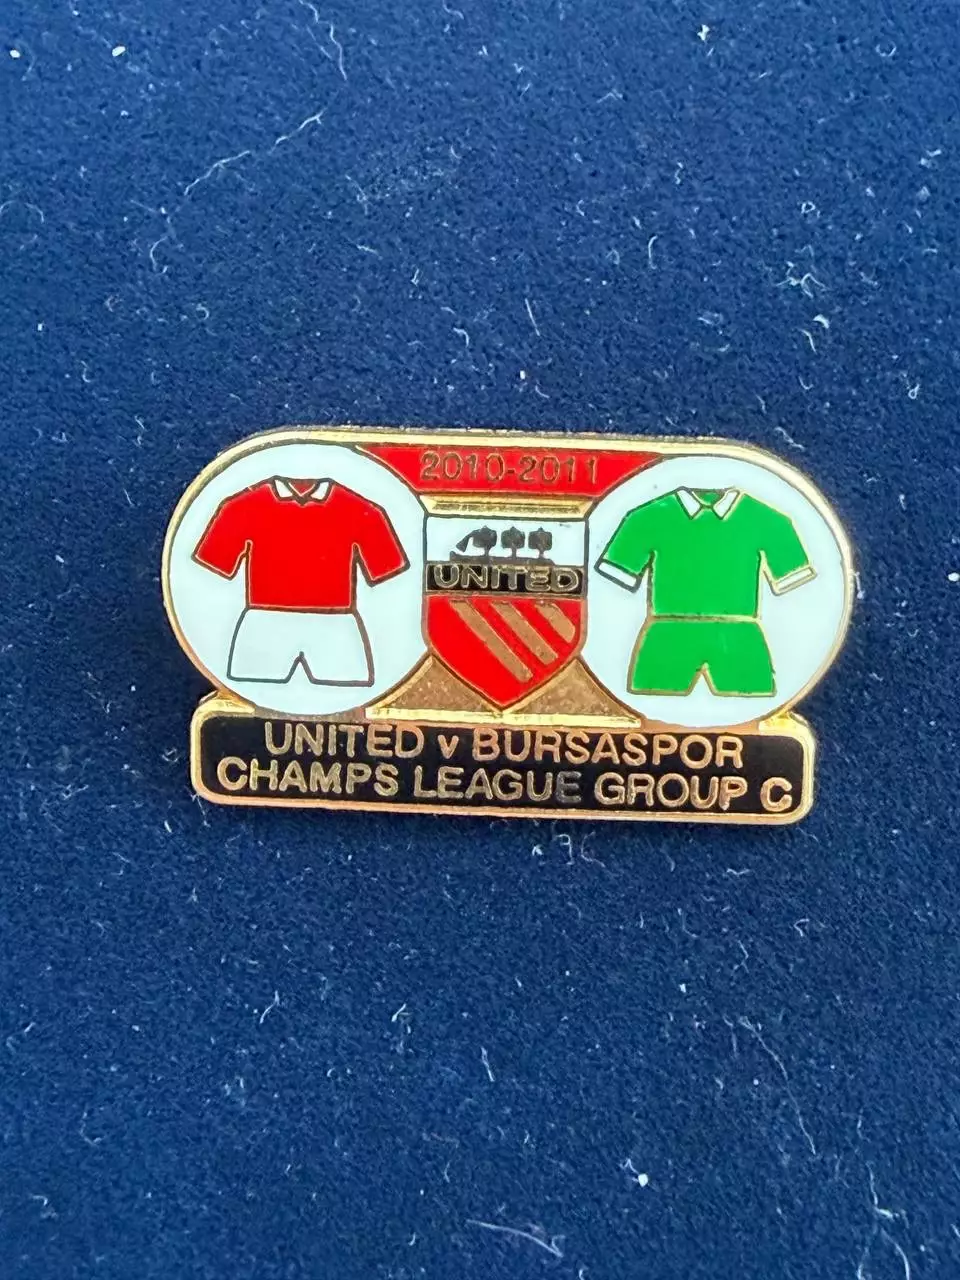 2010-2011
UNITED
UNITED v BURSASPOR
CHAMPS LEAGUE GROUP C